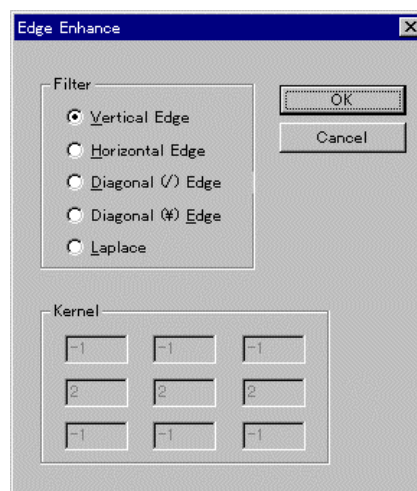 Edge Enhance
Filter
Vertical Edge
Horizontal Edge
Diagonal (/) Edge
Diagonal (¥) Edge
Laplace
OK
Cancel
Kernel
-1 -1 -1
2 2 2
-1 -1 -1